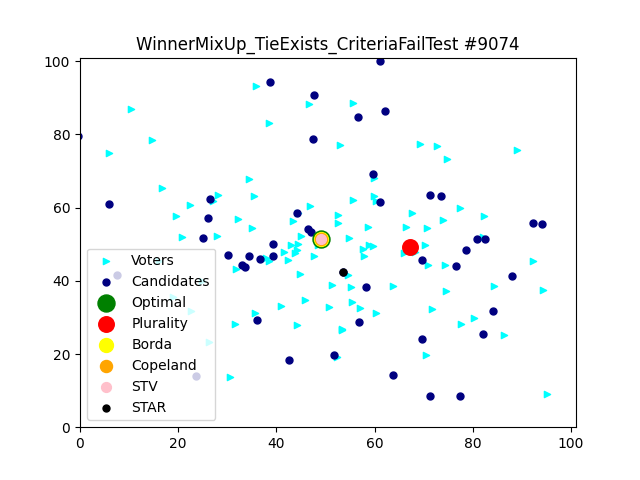 WinnerMixUp_TieExists_CriteriaFailTest #9074
100
80
60
40
20
0
Voters
Candidates
Optimal
Plurality
Borda
Copeland
STV
STAR
0 20 40 60 80 100